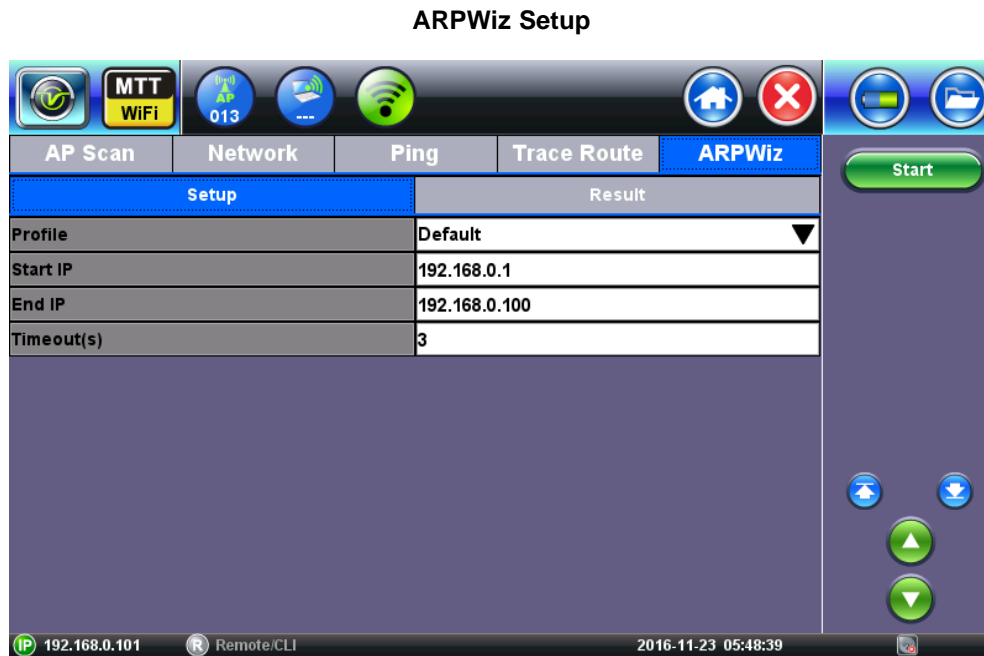 ARPWiz Setup
MTT
WiFi
AP
013
---
AP Scan
Network
Ping
Trace Route
ARPWiz
Start
Setup
Result
Profile
Default
Start IP
192.168.0.1
End IP
192.168.0.100
Timeout(s)
3
IP 192.168.0.101
R Remote/CLI
2016-11-23 05:48:39